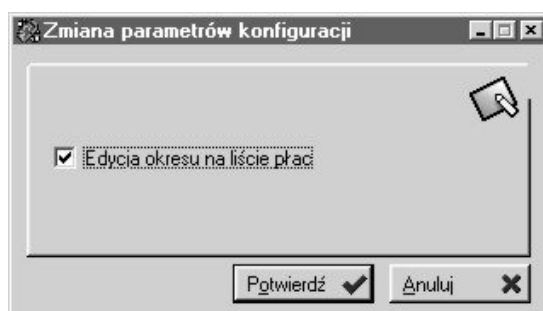 Zmiana parametrów konfiguracji
Edycja okresu na liście płac
Potwierdź
Anuluj